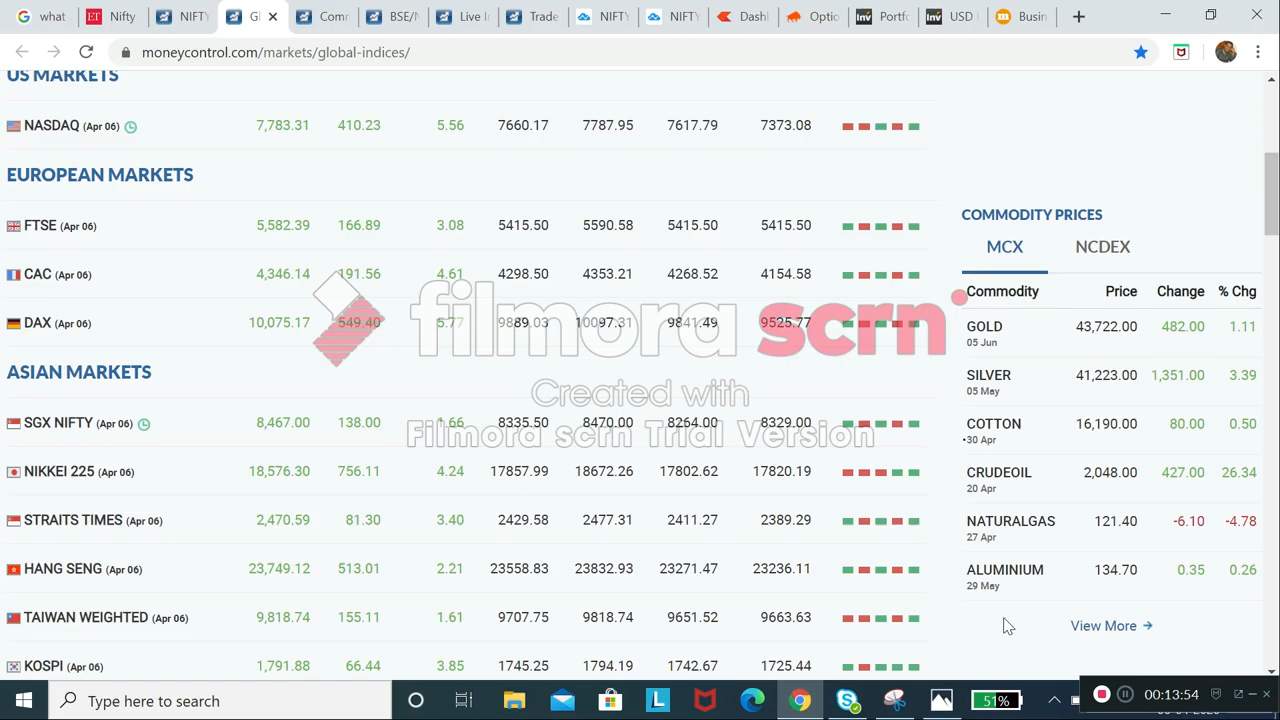 what
Nifty
NIFTY
Gl
Comr
BSE/N
Live I
Trade
NIFTY
NIFTY
Dash
Optio
Portfo
USD
Busin
moneycontrol.com/markets/global-indices/
US MARKETS
NASDAQ (Apr 06) 7,783.31 410.23 5.56 7660.17 7787.95 7617.79 7373.08
EUROPEAN MARKETS
FTSE (Apr 06) 5,582.39 166.89 3.08 5415.50 5590.58 5415.50 5415.50
CAC (Apr 06) 4,346.14 191.56 4.61 4298.50 4353.21 4268.52 4154.58
DAX (Apr 06) 10,075.17 549.40 5.77 9889.03 10097.31 9841.49 9525.77
ASIAN MARKETS
SGX NIFTY (Apr 06) 8,467.00 138.00 1.66 8335.50 8470.00 8264.00 8329.00
NIKKEI 225 (Apr 06) 18,576.30 756.11 4.24 17857.99 18672.26 17802.62 17820.19
STRAITS TIMES (Apr 06) 2,470.59 81.30 3.40 2429.58 2477.31 2411.27 2389.29
HANG SENG (Apr 06) 23,749.12 513.01 2.21 23558.83 23832.93 23271.47 23236.11
TAIWAN WEIGHTED (Apr 06) 9,818.74 155.11 1.61 9707.75 9818.74 9651.52 9663.63
KOSPI (Apr 06) 1,791.88 66.44 3.85 1745.25 1794.19 1742.67 1725.44
COMMODITY PRICES
MCX NCDEX
Commodity Price Change % Chg
GOLD 43,722.00 482.00 1.11
05 Jun
SILVER 41,223.00 1,351.00 3.39
05 May
COTTON 16,190.00 80.00 0.50
30 Apr
CRUDEOIL 2,048.00 427.00 26.34
20 Apr
NATURALGAS 121.40 -6.10 -4.78
27 Apr
ALUMINIUM 134.70 0.35 0.26
29 May
View More
filmora scrn
Created with
Filmora scrn Trial Version
Type here to search
51%
00:13:54